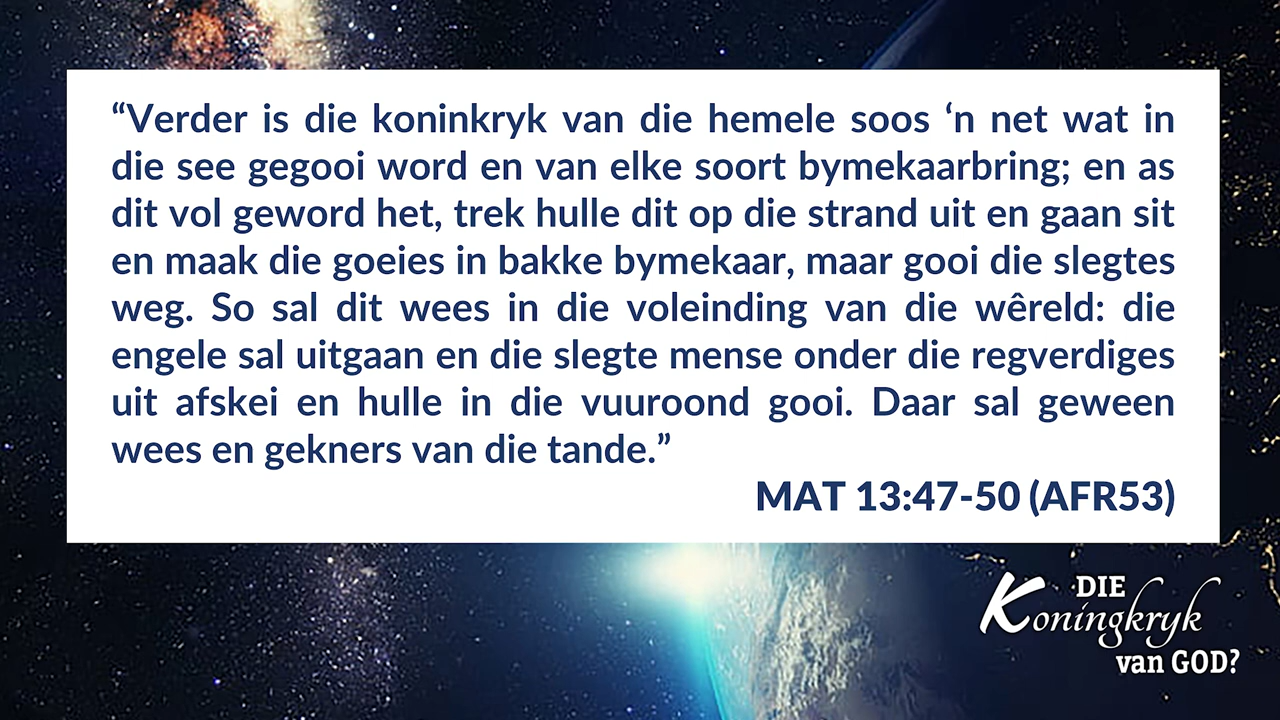 “Verder is die koninkryk van die hemele soos ‘n net wat in
die see gegooi word en van elke soort bymekaarbring; en as
dit vol geword het, trek hulle dit op die strand uit en gaan sit
en maak die goeies in bakke bymekaar, maar gooi die slegtes
weg. So sal dit wees in die voleinding van die wêreld: die
engele sal uitgaan en die slegte mense onder die regverdiges
uit afskei en hulle in die vuuroond gooi. Daar sal geween
wees en gekners van die tande.”
MAT 13:47-50 (AFR53)
DIE
Koningkryk
van GOD?